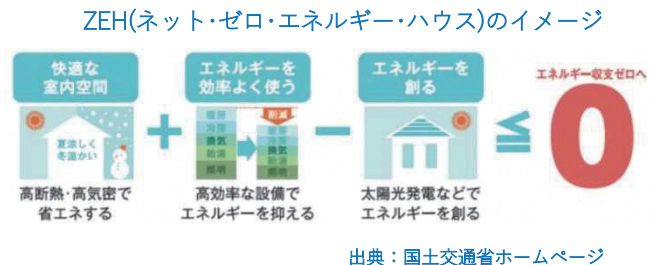 ZEH(ネット･ゼロ･エネルギー･ハウス)のイメージ
快適な
室内空間
夏涼しく
冬温かい
高断熱･高気密で
省エネする
+
エネルギーを
効率よく使う
暖房
冷房
換気
給湯
照明
削減
暖房
冷房
換気
給湯
照明
高効率な設備で
エネルギーを抑える
−
エネルギーを
創る
太陽光発電などで
エネルギーを創る
≦
エネルギー収支ゼロへ
0
出典：国土交通省ホームページ